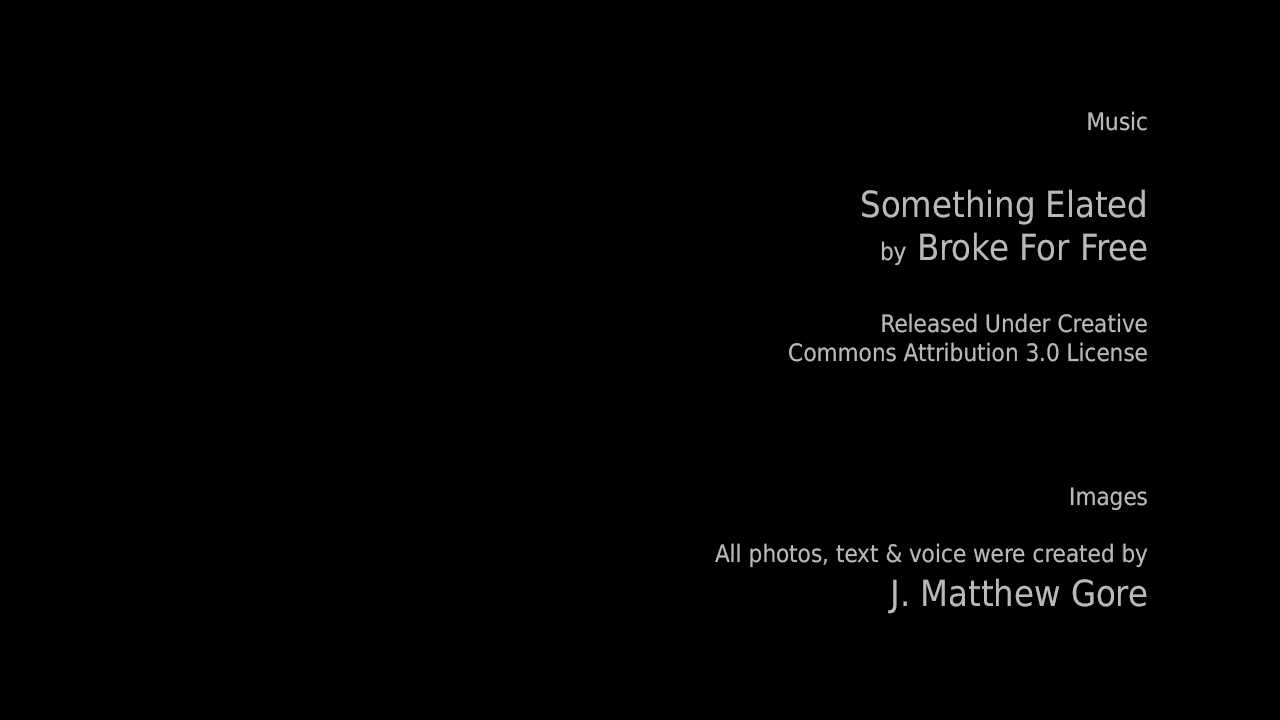 Music
Something Elated
by Broke For Free
Released Under Creative
Commons Attribution 3.0 License
Images
All photos, text & voice were created by
J. Matthew Gore